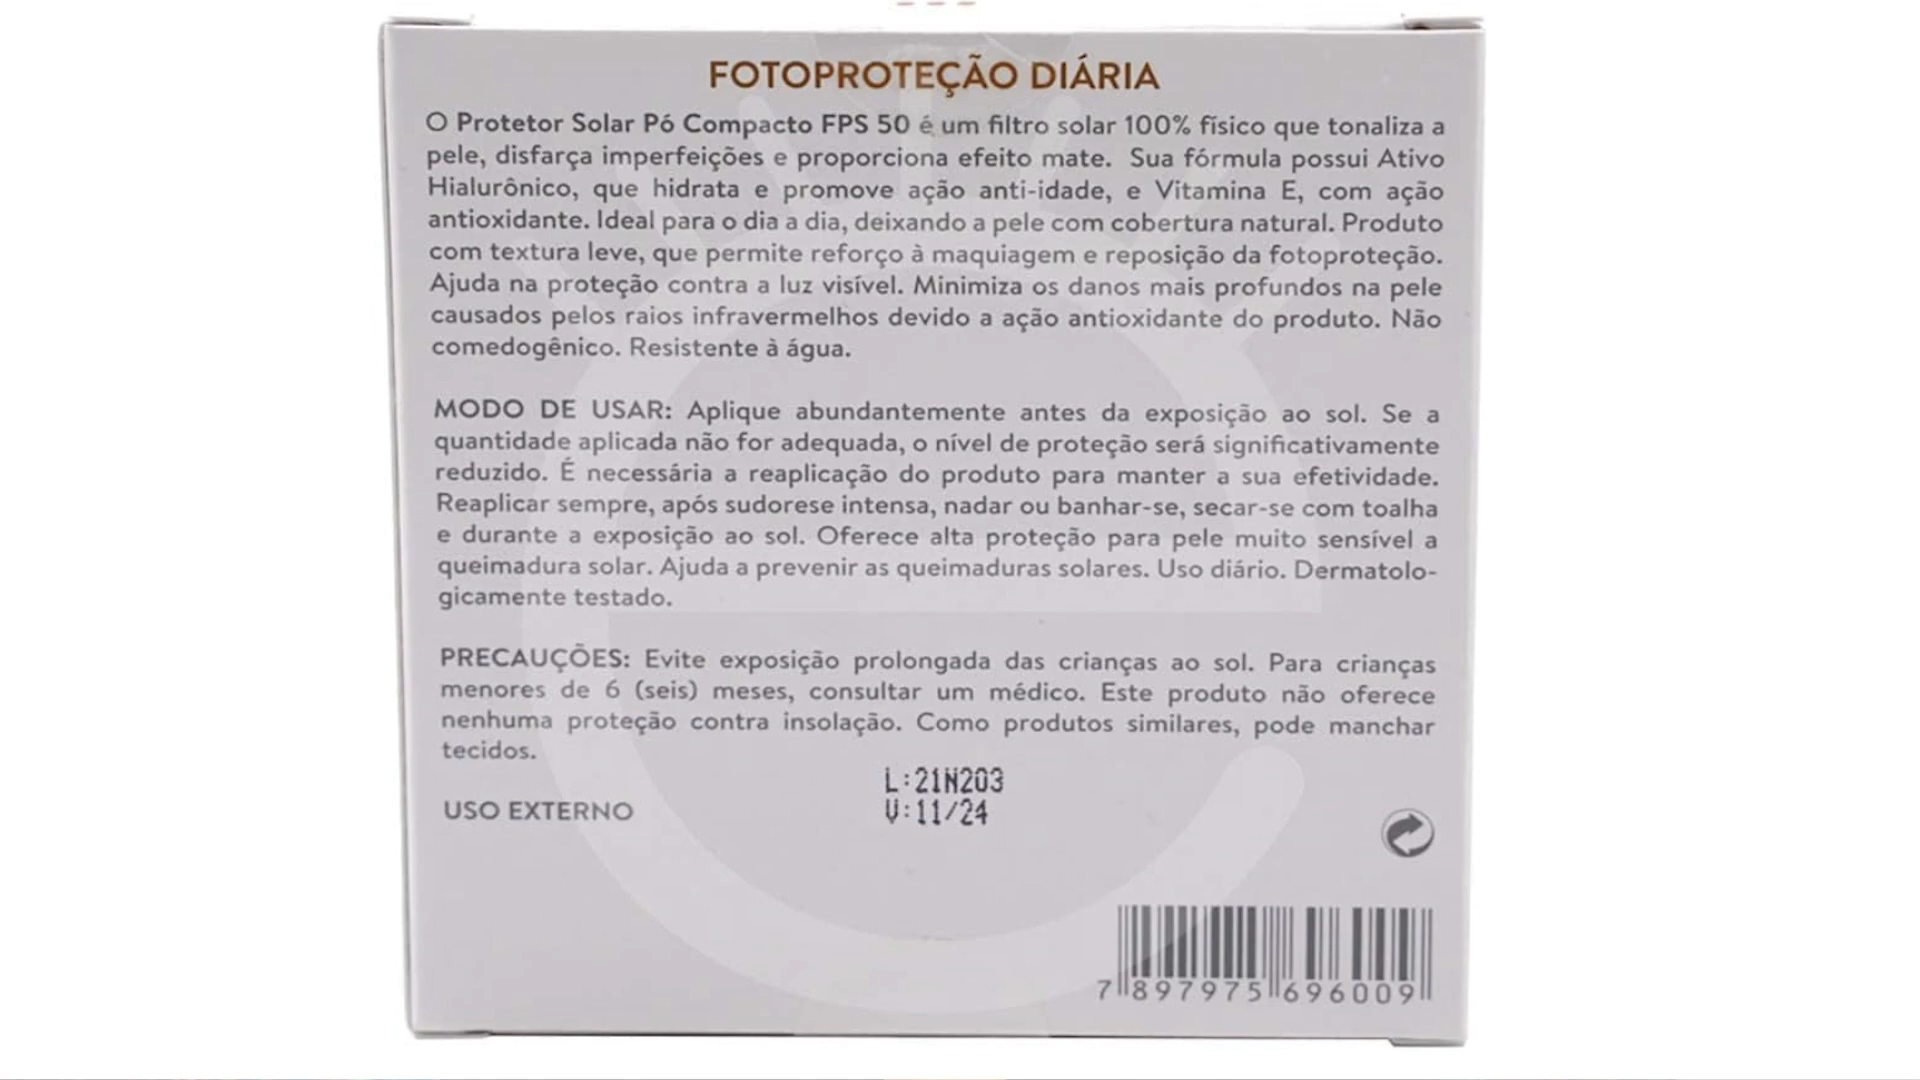 FOTOPROTEÇÃO DIÁRIA
O Protetor Solar Pó Compacto FPS 50 é um filtro solar 100% físico que tonaliza a
pele, disfarça imperfeições e proporciona efeito mate. Sua fórmula possui Ativo
Hialurônico, que hidrata e promove ação anti-idade, e Vitamina E, com ação
antioxidante. Ideal para o dia a dia, deixando a pele com cobertura natural. Produto
com textura leve, que permite reforço à maquiagem e reposição da fotoproteção.
Ajuda na proteção contra a luz visível. Minimiza os danos mais profundos na pele
causados pelos raios infravermelhos devido a ação antioxidante do produto. Não
comedogênico. Resistente à água.
MODO DE USAR: Aplique abundantemente antes da exposição ao sol. Se a
quantidade aplicada não for adequada, o nível de proteção será significativamente
reduzido. É necessária a reaplicação do produto para manter a sua efetividade.
Reaplicar sempre, após sudorese intensa, nadar ou banhar-se, secar-se com toalha
e durante a exposição ao sol. Oferece alta proteção para pele muito sensível a
queimadura solar. Ajuda a prevenir as queimaduras solares. Uso diário. Dermatolo-
gicamente testado.
PRECAUÇÕES: Evite exposição prolongada das crianças ao sol. Para crianças
menores de 6 (seis) meses, consultar um médico. Este produto não oferece
nenhuma proteção contra insolação. Como produtos similares, pode manchar
tecidos.
L:21N203
V:11/24
USO EXTERNO
7 897975 696009